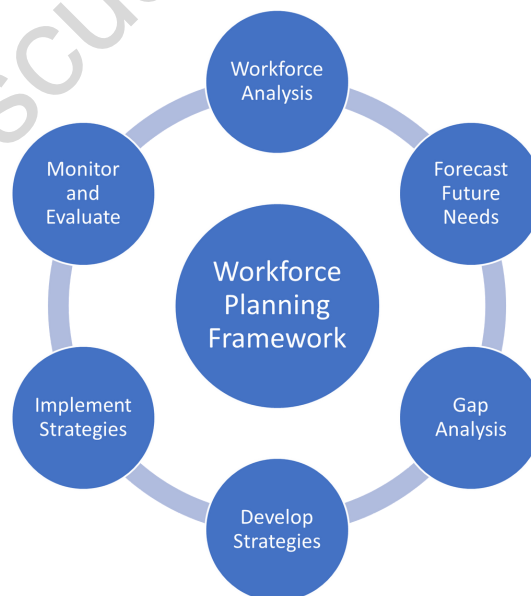 Workforce
Analysis
Forecast
Future
Needs
Gap
Analysis
Develop
Strategies
Implement
Strategies
Monitor
and
Evaluate
Workforce
Planning
Framework